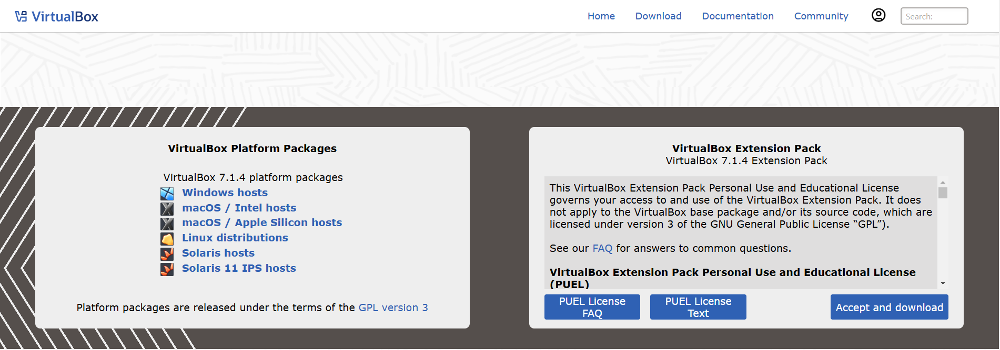 VirtualBox
Home
Download
Documentation
Community
Search:
VirtualBox Platform Packages
VirtualBox 7.1.4 platform packages
Windows hosts
macOS / Intel hosts
macOS / Apple Silicon hosts
Linux distributions
Solaris hosts
Solaris 11 IPS hosts
Platform packages are released under the terms of the GPL version 3
VirtualBox Extension Pack
VirtualBox 7.1.4 Extension Pack
This VirtualBox Extension Pack Personal Use and Educational License
governs your access to and use of the VirtualBox Extension Pack. It does
not apply to the VirtualBox base package and/or its source code, which are
licensed under version 3 of the GNU General Public License “GPL”).
See our FAQ for answers to common questions.
VirtualBox Extension Pack Personal Use and Educational License
(PUEL)
PUEL License
FAQ
PUEL License
Text
Accept and download